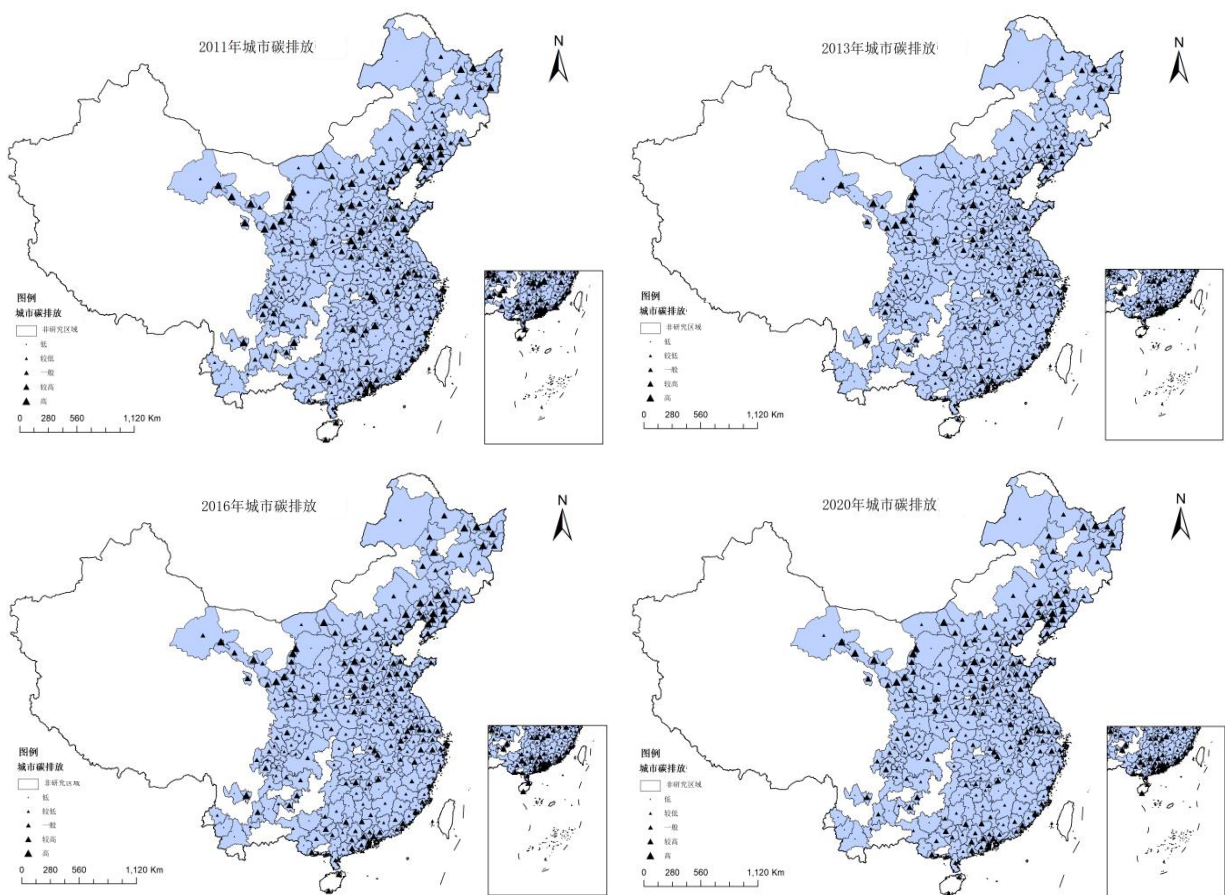 2011年城市碳排放
N
图例
城市碳排放
非研究区域
低
较低
一般
较高
高
0 280 560 1,120 Km
2013年城市碳排放
N
图例
城市碳排放
非研究区域
低
较低
一般
较高
高
0 280 560 1,120 Km
2016年城市碳排放
N
图例
城市碳排放
非研究区域
低
较低
一般
较高
高
0 280 560 1,120 Km
2020年城市碳排放
N
图例
城市碳排放
非研究区域
低
较低
一般
较高
高
0 280 560 1,120 Km